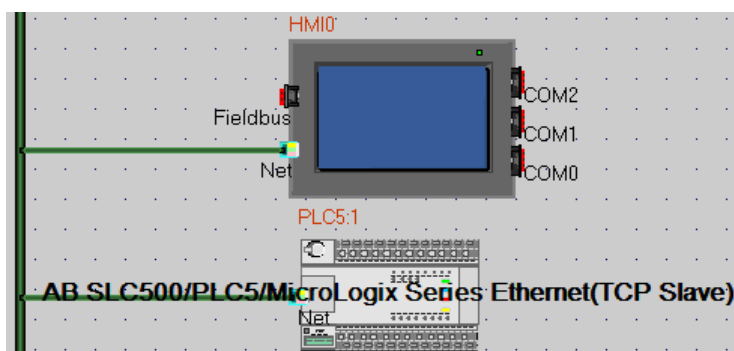 HMI0
COM2
Fieldbus
COM1
Net
COM0
PLC5:1
AB SLC500/PLC5/MicroLogix Series Ethernet(TCP Slave)
Net